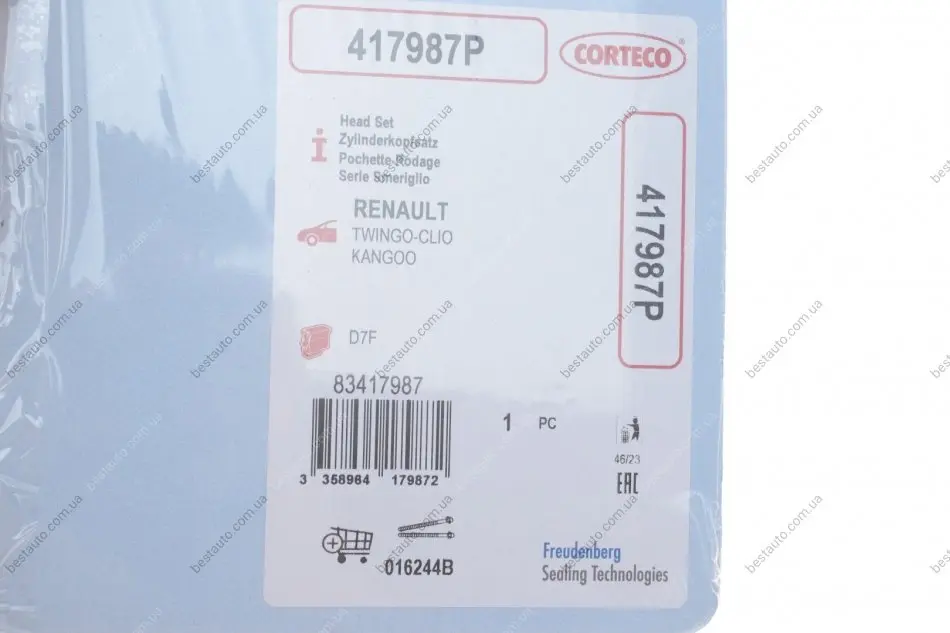 417987P
CORTECO®
Head Set
Zylinderkopfsatz
Pochette Rodage
Serie Smeriglio
417987P
RENAULT
TWINGO-CLIO
KANGOO
D7F
83417987
1 PC
3 358964 179872
46/23
EAC
016244B
Freudenberg
Sealing Technologies
bestauto.com.ua